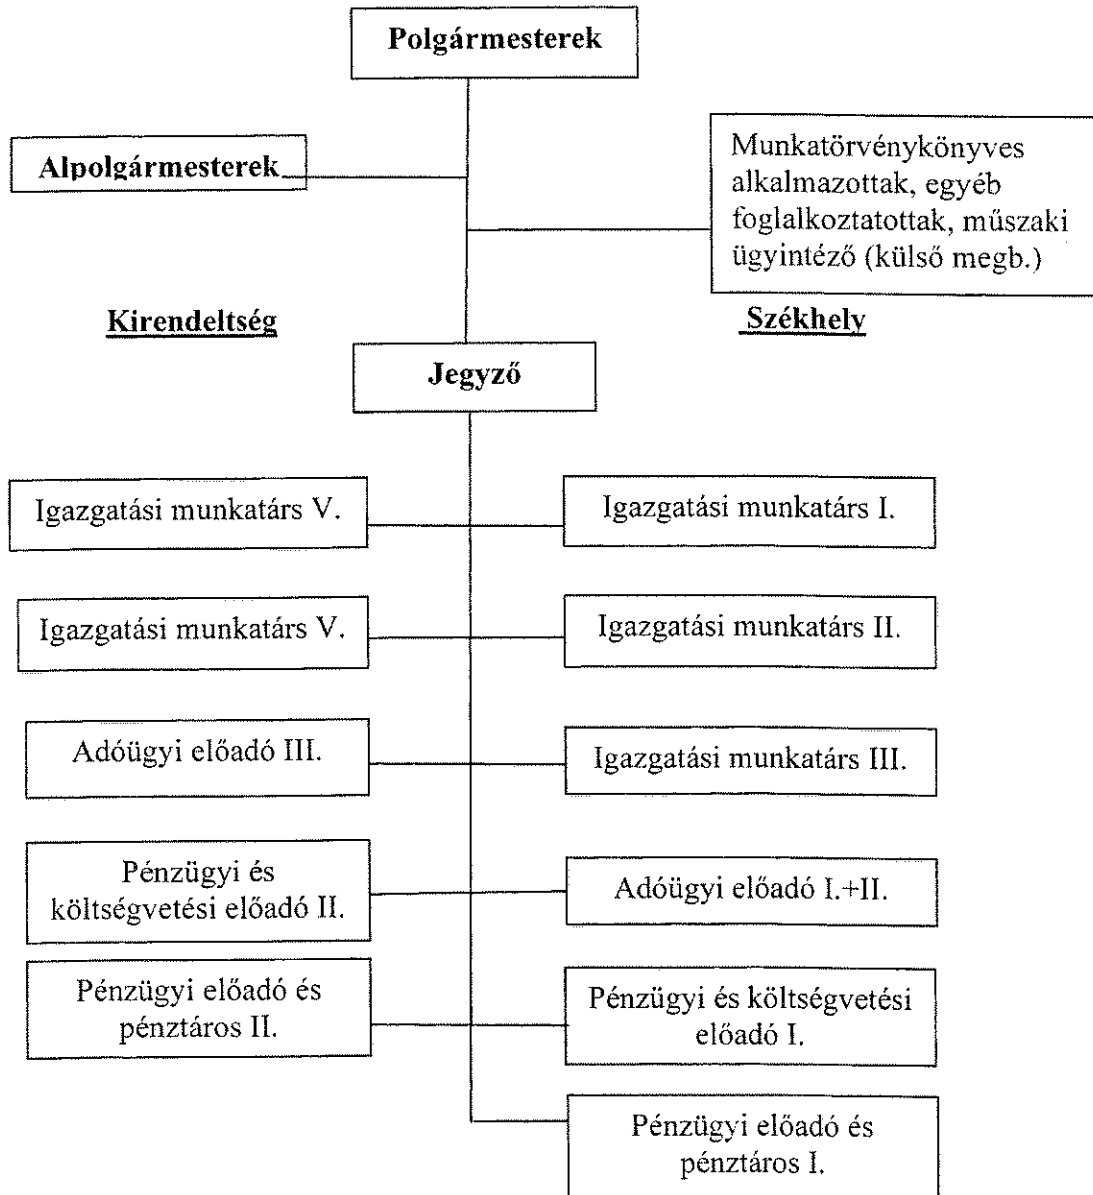 Polgármesterek
Alpolgármesterek
Munkatörvénykönyves
alkalmazottak, egyéb
foglalkoztatottak, műszaki
ügyintéző (külső megb.)
Kirendeltség
Székhely
Jegyző
Igazgatási munkatárs V.
Igazgatási munkatárs I.
Igazgatási munkatárs V.
Igazgatási munkatárs II.
Adóügyi előadó III.
Igazgatási munkatárs III.
Pénzügyi és
költségvetési előadó II.
Adóügyi előadó I.+II.
Pénzügyi előadó és
pénztáros II.
Pénzügyi és költségvetési
előadó I.
Pénzügyi előadó és
pénztáros I.